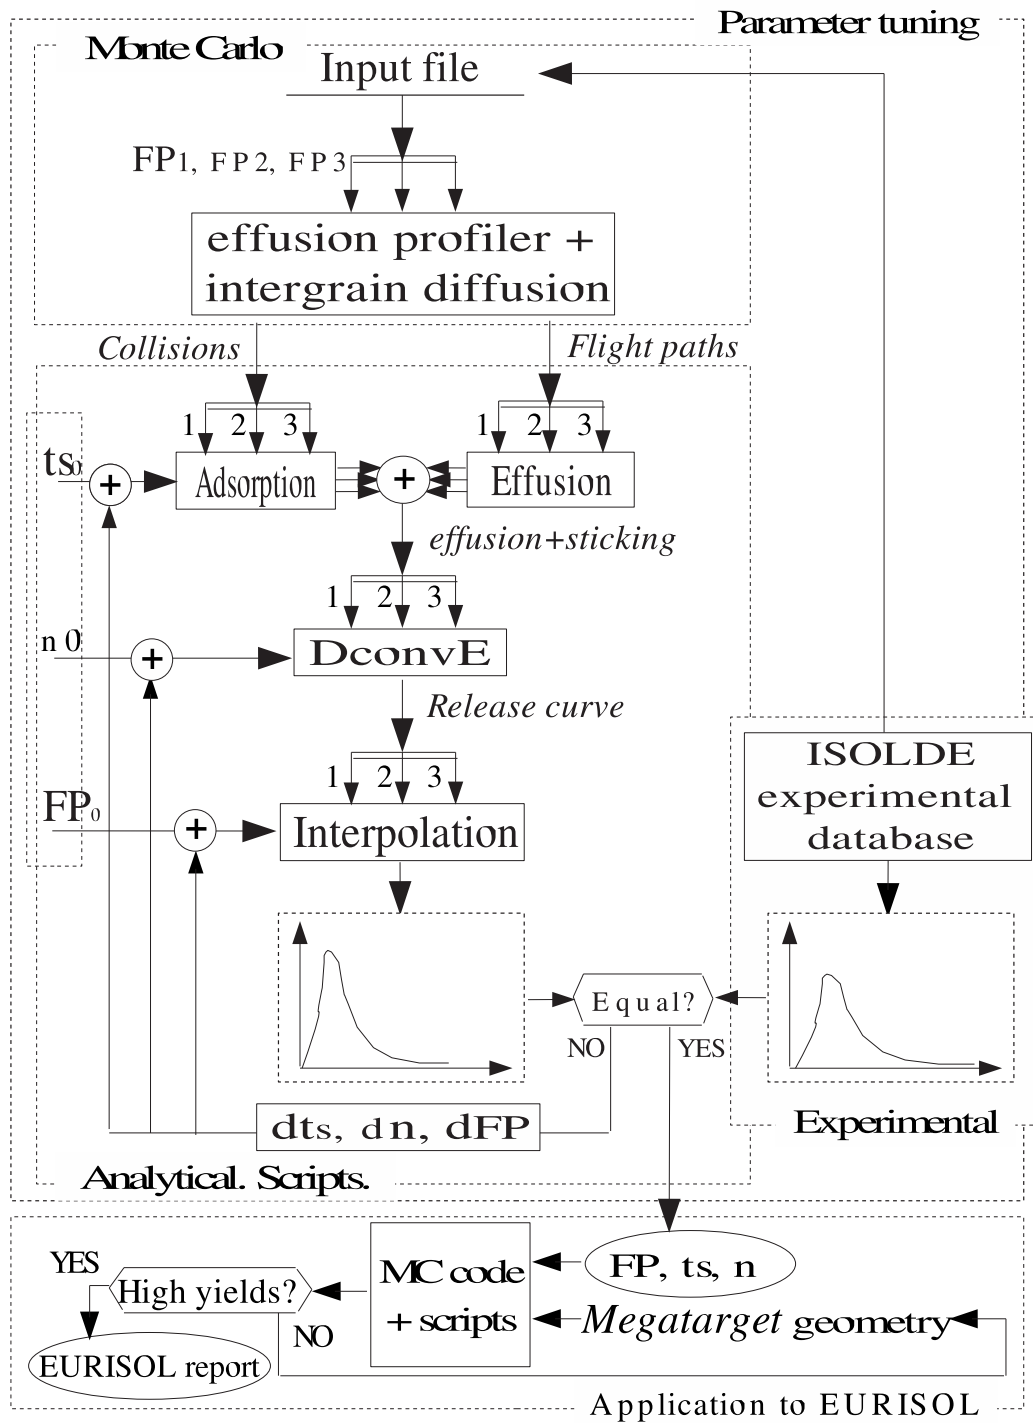 Parameter tuning
Monte Carlo
Input file
FP1, FP2, FP3
effusion profiler +
intergrain diffusion
Collisions
Flight paths
1 2 3
1 2 3
ts0
+
Adsorption
+
Effusion
effusion+sticking
1 2 3
n 0
+
DconvE
Release curve
1 2 3
FP0
+
Interpolation
ISOLDE
experimental
database
Equal?
NO
YES
dts, dn, dFP
Experimental
Analytical. Scripts.
FP, ts, n
MC code
+ scripts
Megatarget geometry
YES
High yields?
NO
EURISOL report
Application to EURISOL